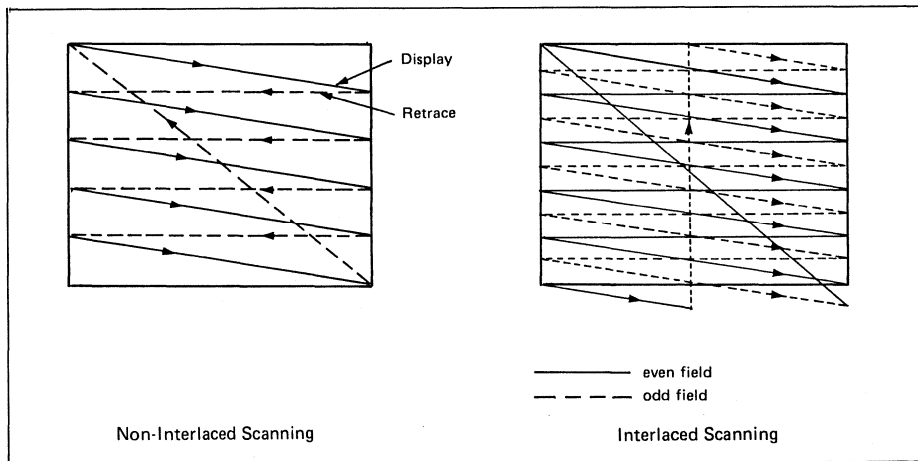 Display
Retrace
even field
odd field
Non-Interlaced Scanning
Interlaced Scanning